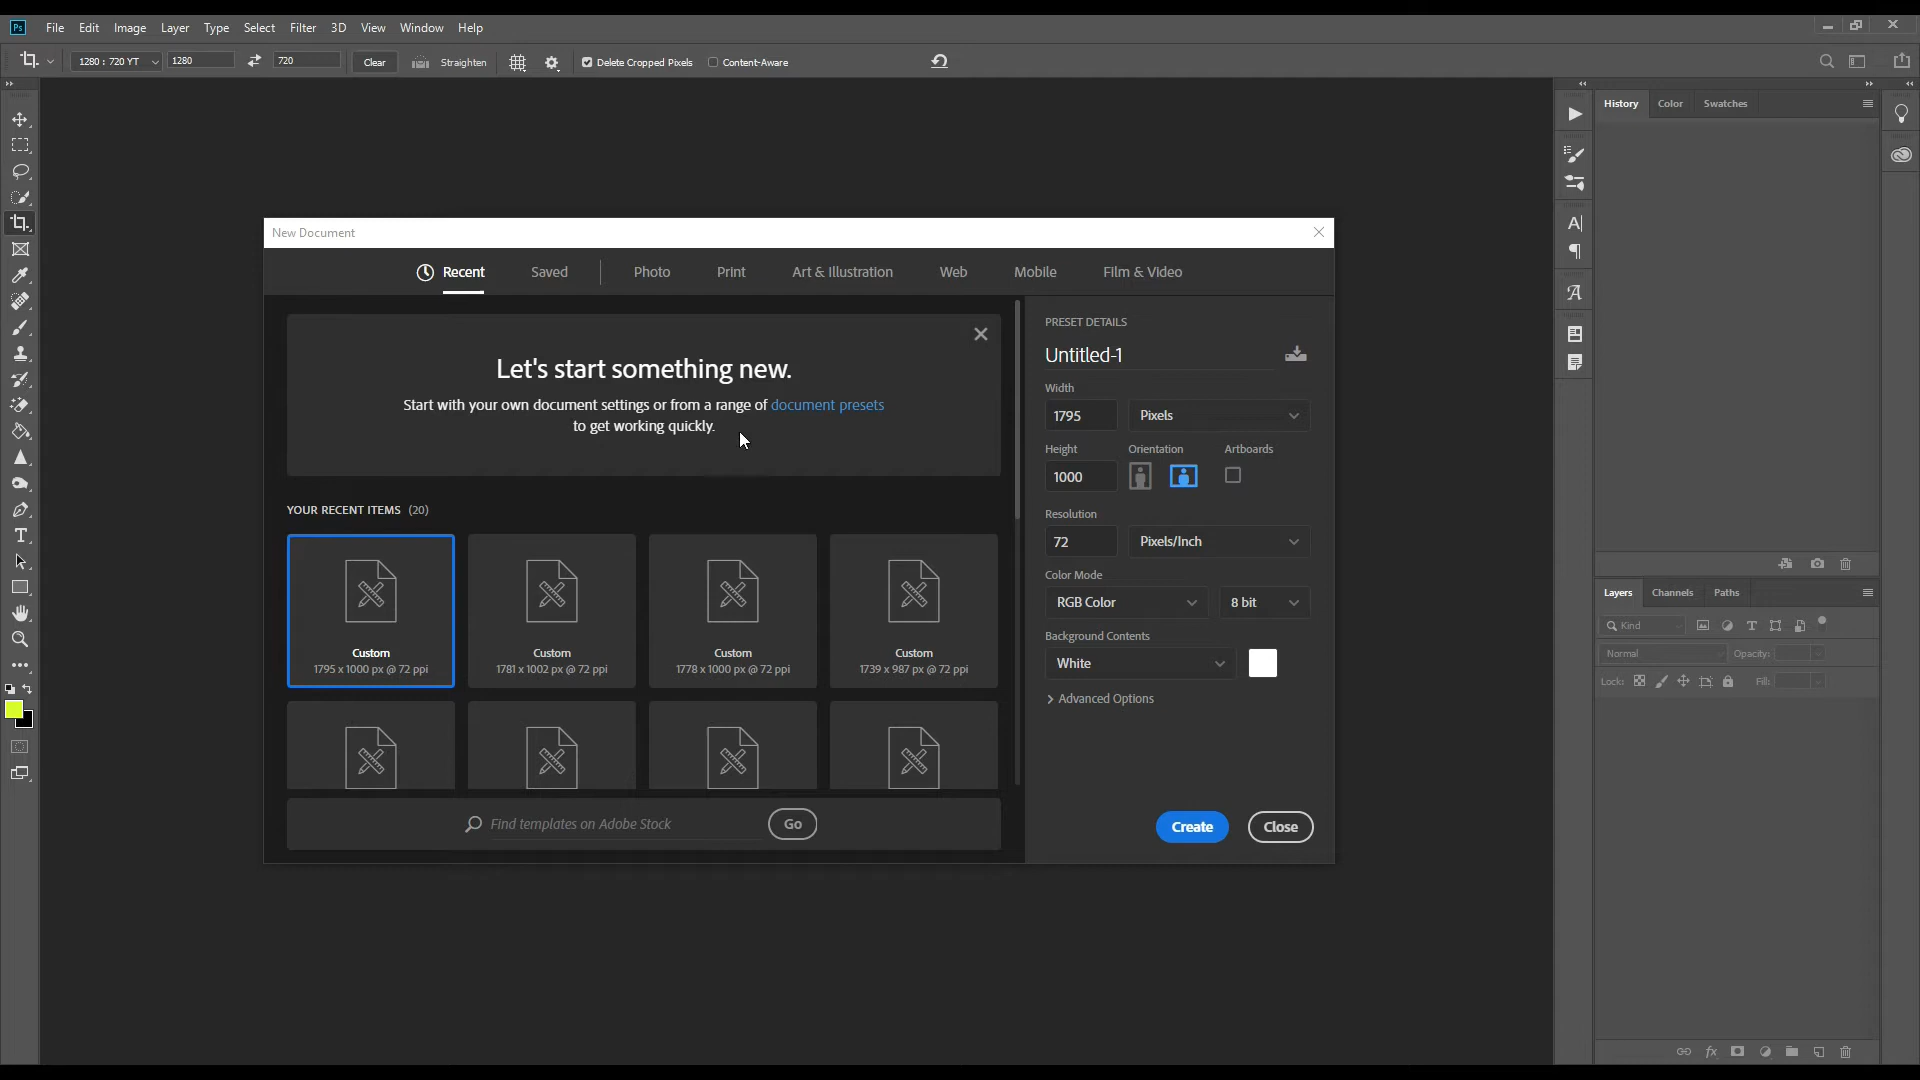 Ps File Edit Image Layer Type Select Filter 3D View Window Help
1280 : 720 YT 1280 720 Clear Straighten Delete Cropped Pixels Content-Aware
History Color Swatches
New Document
Recent Saved Photo Print Art & Illustration Web Mobile Film & Video
Let's start something new.
Start with your own document settings or from a range of document presets
to get working quickly.
YOUR RECENT ITEMS (20)
Custom
1795 x 1000 px @ 72 ppi
Custom
1781 x 1002 px @ 72 ppi
Custom
1778 x 1000 px @ 72 ppi
Custom
1739 x 987 px @ 72 ppi
Find templates on Adobe Stock Go
PRESET DETAILS
Untitled-1
Width
1795 Pixels
Height Orientation Artboards
1000
Resolution
72 Pixels/Inch
Color Mode
RGB Color 8 bit
Background Contents
White
Advanced Options
Create Close
Layers Channels Paths
Kind
Normal Opacity:
Lock: Fill:
fx